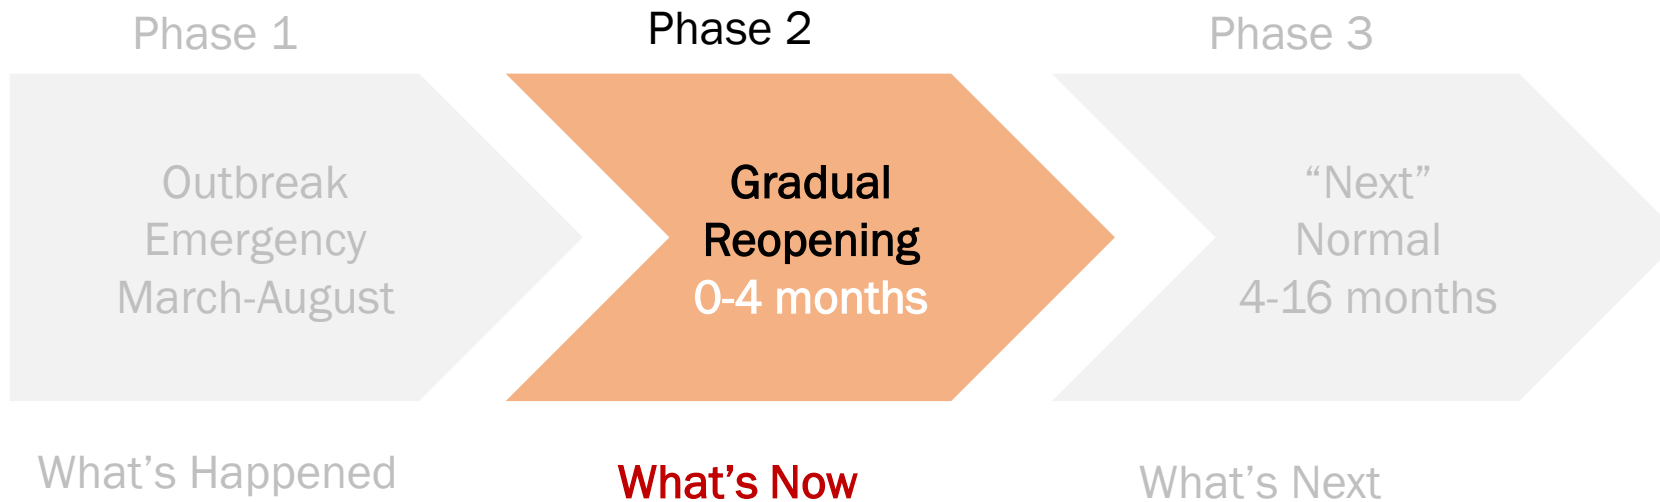 Phase 1
Outbreak
Emergency
March-August
What’s Happened
Phase 2
Gradual
Reopening
0-4 months
What’s Now
Phase 3
“Next”
Normal
4-16 months
What’s Next